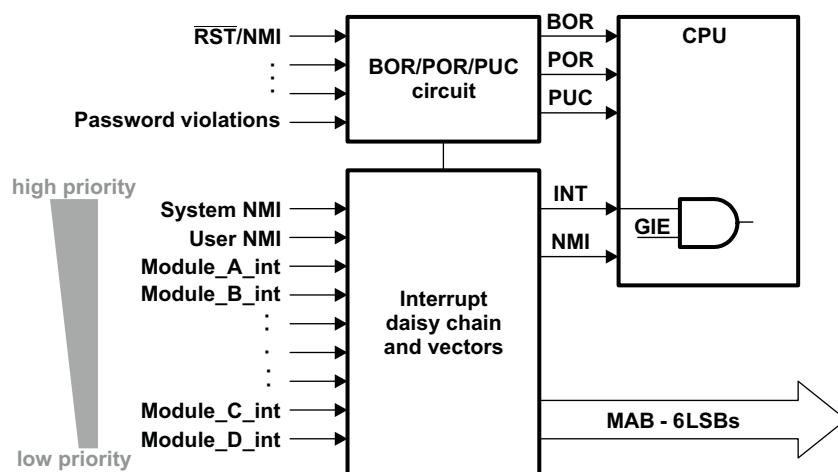 RST/NMI
Password violations
BOR/POR/PUC
circuit
BOR
POR
PUC
CPU
high priority
low priority
System NMI
User NMI
Module_A_int
Module_B_int
Module_C_int
Module_D_int
Interrupt
daisy chain
and vectors
INT
NMI
GIE
MAB - 6LSBs